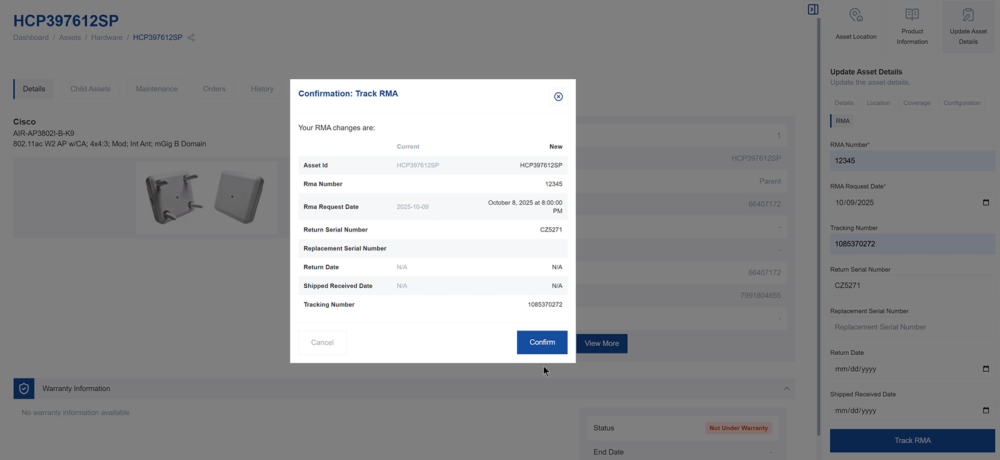 HCP397612SP
Dashboard / Assets / Hardware / HCP397612SP
Details
Child Assets
Maintenance
Orders
History
Cisco
AIR-AP3802I-B-K9
802.11ac W2 AP w/CA; 4x4:3; Mod; Int Ant; mGig B Domain
1
HCP397612SP
Parent
66407172
-
-
66407172
7991804855
-
View More
Warranty Information
No warranty information available
Status
Not Under Warranty
End Date
-
Confirmation: Track RMA
Your RMA changes are:
Current New
Asset Id HCP397612SP HCP397612SP
Rma Number 12345
Rma Request Date 2025-10-09 October 8, 2025 at 8:00:00
PM
Return Serial Number CZ5271
Replacement Serial Number
Return Date N/A N/A
Shipped Received Date N/A N/A
Tracking Number 1085370272
Cancel
Confirm
Asset Location
Product
Information
Update Asset
Details
Update Asset Details
Update the asset details.
Details
Location
Coverage
Configuration
RMA
RMA Number*
12345
RMA Request Date*
10/09/2025
Tracking Number
1085370272
Return Serial Number
CZ5271
Replacement Serial Number
Replacement Serial Number
Return Date
mm/dd/yyyy
Shipped Received Date
mm/dd/yyyy
Track RMA